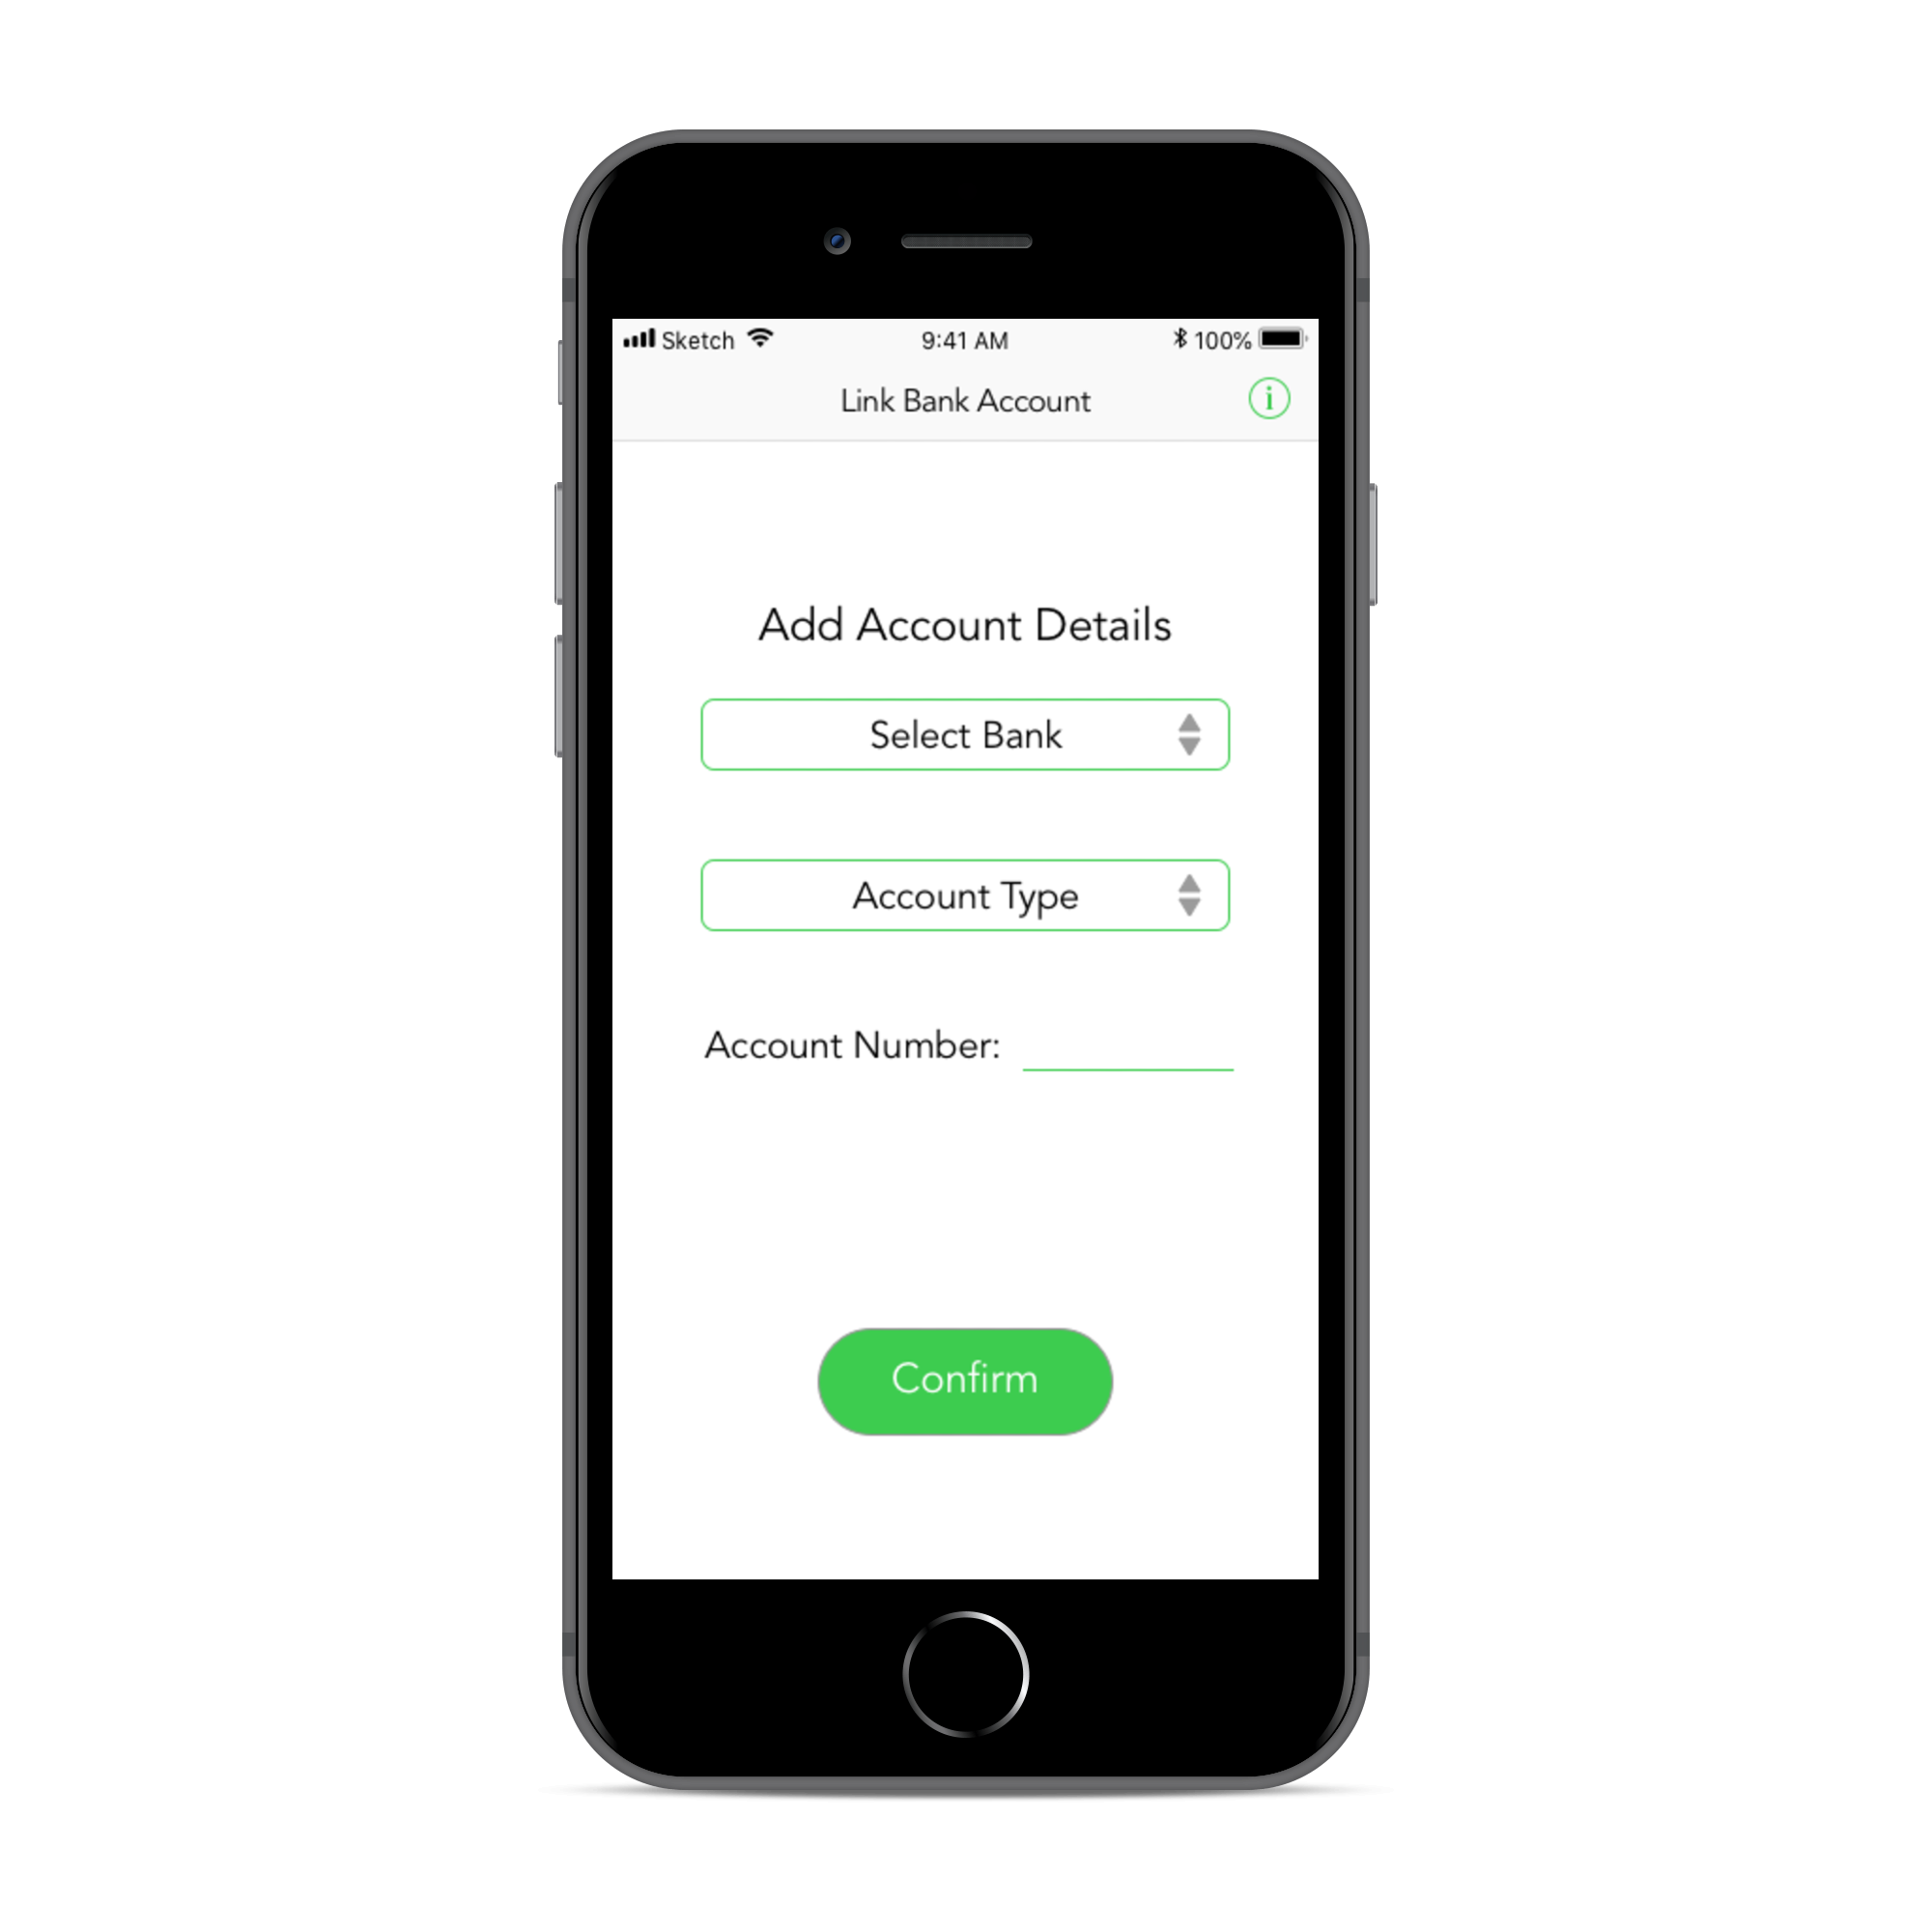 Sketch 9:41 AM 100%
Link Bank Account i
Add Account Details
Select Bank
Account Type
Account Number:
Confirm